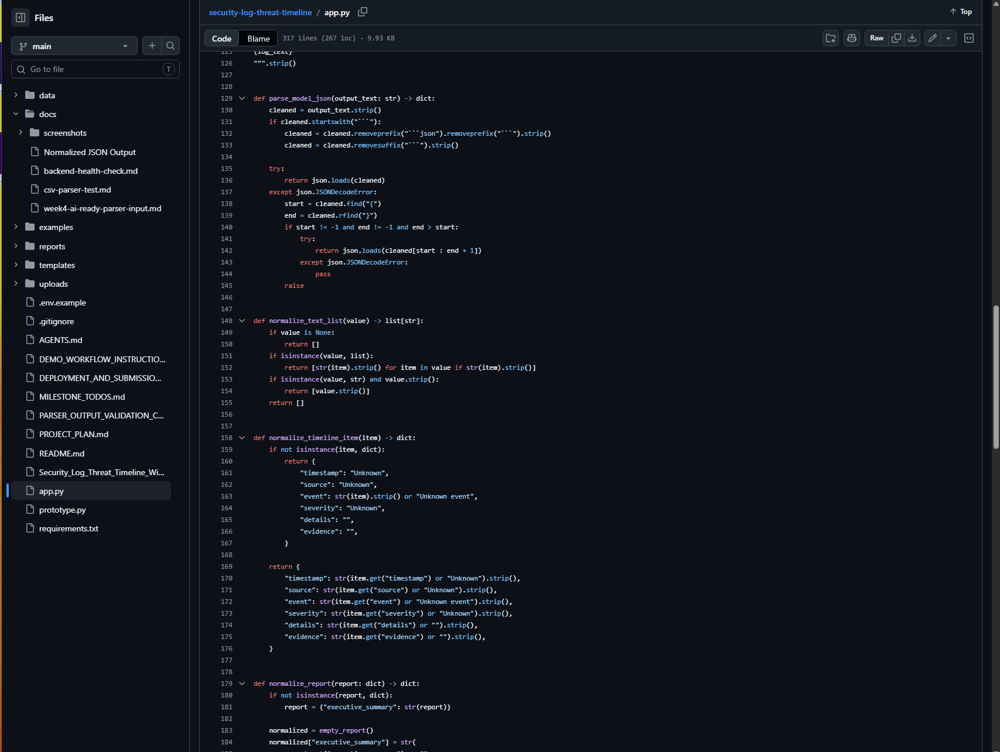 Files
main
Go to file
T
data
docs
screenshots
Normalized JSON Output
backend-health-check.md
csv-parser-test.md
week4-ai-ready-parser-input.md
examples
reports
templates
uploads
.env.example
.gitignore
AGENTS.md
DEMO_WORKFLOW_INSTRUCTIO...
DEPLOYMENT_AND_SUBMISSIO...
MILESTONE_TODOS.md
PARSER_OUTPUT_VALIDATION_C...
PROJECT_PLAN.md
README.md
Security_Log_Threat_Timeline_Wi...
app.py
prototype.py
requirements.txt
security-log-threat-timeline / app.py
Top
Code Blame 317 lines (267 loc) · 9.93 KB
Raw
125 {log_text}
126 """.strip()
127
128
129 def parse_model_json(output_text: str) -> dict:
130     cleaned = output_text.strip()
131     if cleaned.startswith("```"):
132         cleaned = cleaned.removeprefix("```json").removeprefix("```").strip()
133         cleaned = cleaned.removesuffix("```").strip()
134
135     try:
136         return json.loads(cleaned)
137     except json.JSONDecodeError:
138         start = cleaned.find("{")
139         end = cleaned.rfind("}")
140         if start != -1 and end != -1 and end > start:
141             try:
142                 return json.loads(cleaned[start : end + 1])
143             except json.JSONDecodeError:
144                 pass
145         raise
146
147
148 def normalize_text_list(value) -> list[str]:
149     if value is None:
150         return []
151     if isinstance(value, list):
152         return [str(item).strip() for item in value if str(item).strip()]
153     if isinstance(value, str) and value.strip():
154         return [value.strip()]
155     return []
156
157
158 def normalize_timeline_item(item) -> dict:
159     if not isinstance(item, dict):
160         return {
161             "timestamp": "Unknown",
162             "source": "Unknown",
163             "event": str(item).strip() or "Unknown event",
164             "severity": "Unknown",
165             "details": "",
166             "evidence": "",
167         }
168
169     return {
170         "timestamp": str(item.get("timestamp") or "Unknown").strip(),
171         "source": str(item.get("source") or "Unknown").strip(),
172         "event": str(item.get("event") or "Unknown event").strip(),
173         "severity": str(item.get("severity") or "Unknown").strip(),
174         "details": str(item.get("details") or "").strip(),
175         "evidence": str(item.get("evidence") or "").strip(),
176     }
177
178
179 def normalize_report(report: dict) -> dict:
180     if not isinstance(report, dict):
181         report = {"executive_summary": str(report)}
182
183     normalized = empty_report()
184     normalized["executive_summary"] = str(